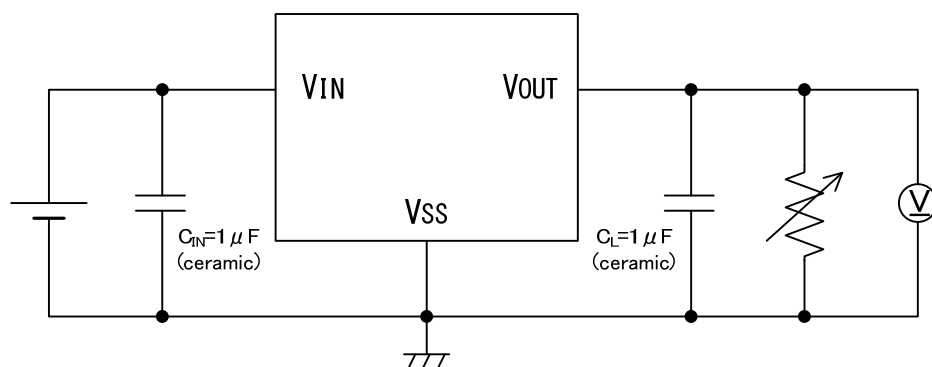 VIN
VOUT
VSS
CIN=1μF
(ceramic)
CL=1μF
(ceramic)
V